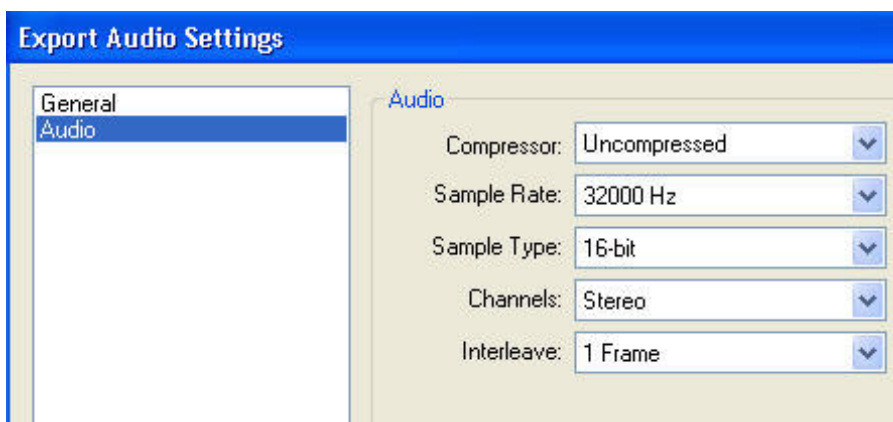 Export Audio Settings
General
Audio
Audio
Compressor: Uncompressed
Sample Rate: 32000 Hz
Sample Type: 16-bit
Channels: Stereo
Interleave: 1 Frame